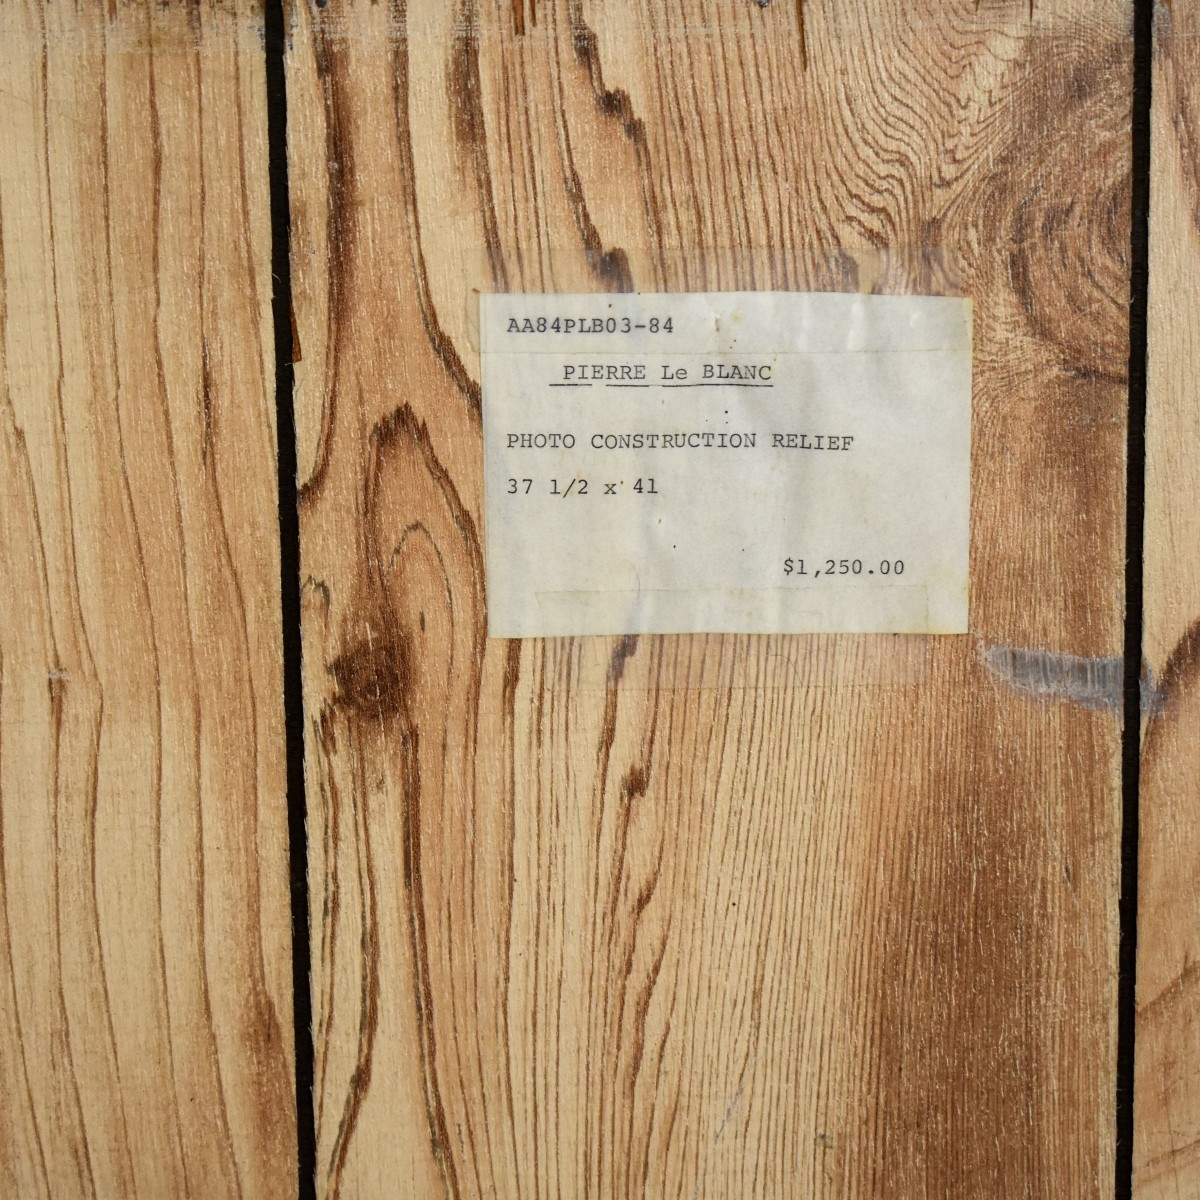 AA84PLB03-84
PIERRE Le BLANC
PHOTO CONSTRUCTION RELIEF
37 1/2 x 41
$1,250.00